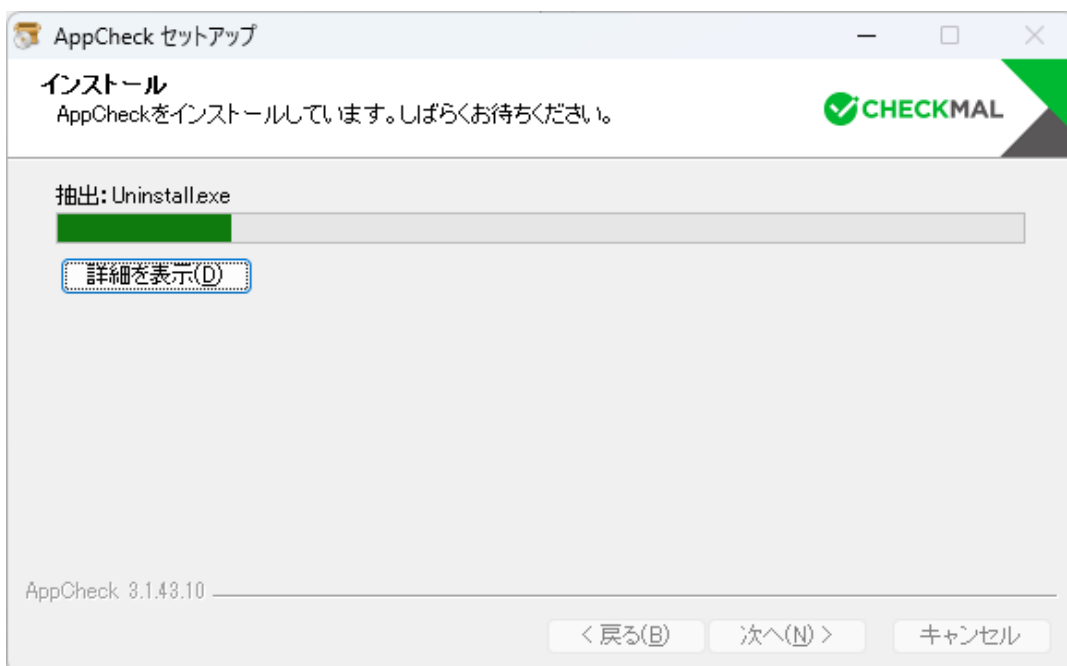 AppCheck セットアップ
インストール
AppCheckをインストールしています。しばらくお待ちください。
CHECKMAL
抽出: Uninstall.exe
詳細を表示(D)
AppCheck 3.1.43.10
< 戻る(B)
次へ(N) >
キャンセル